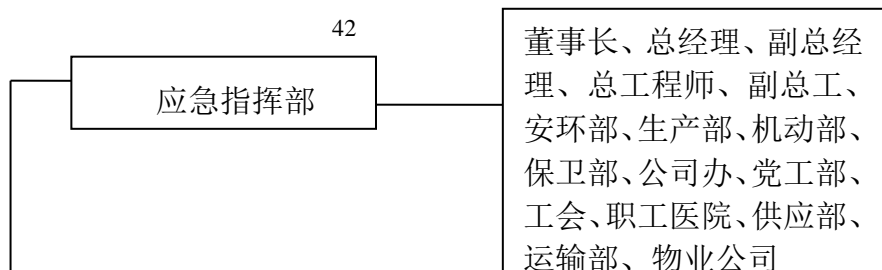 42
应急指挥部
董事长、总经理、副总经
理、总工程师、副总工、
安环部、生产部、机动部、
保卫部、公司办、党工部、
工会、职工医院、供应部、
运输部、物业公司